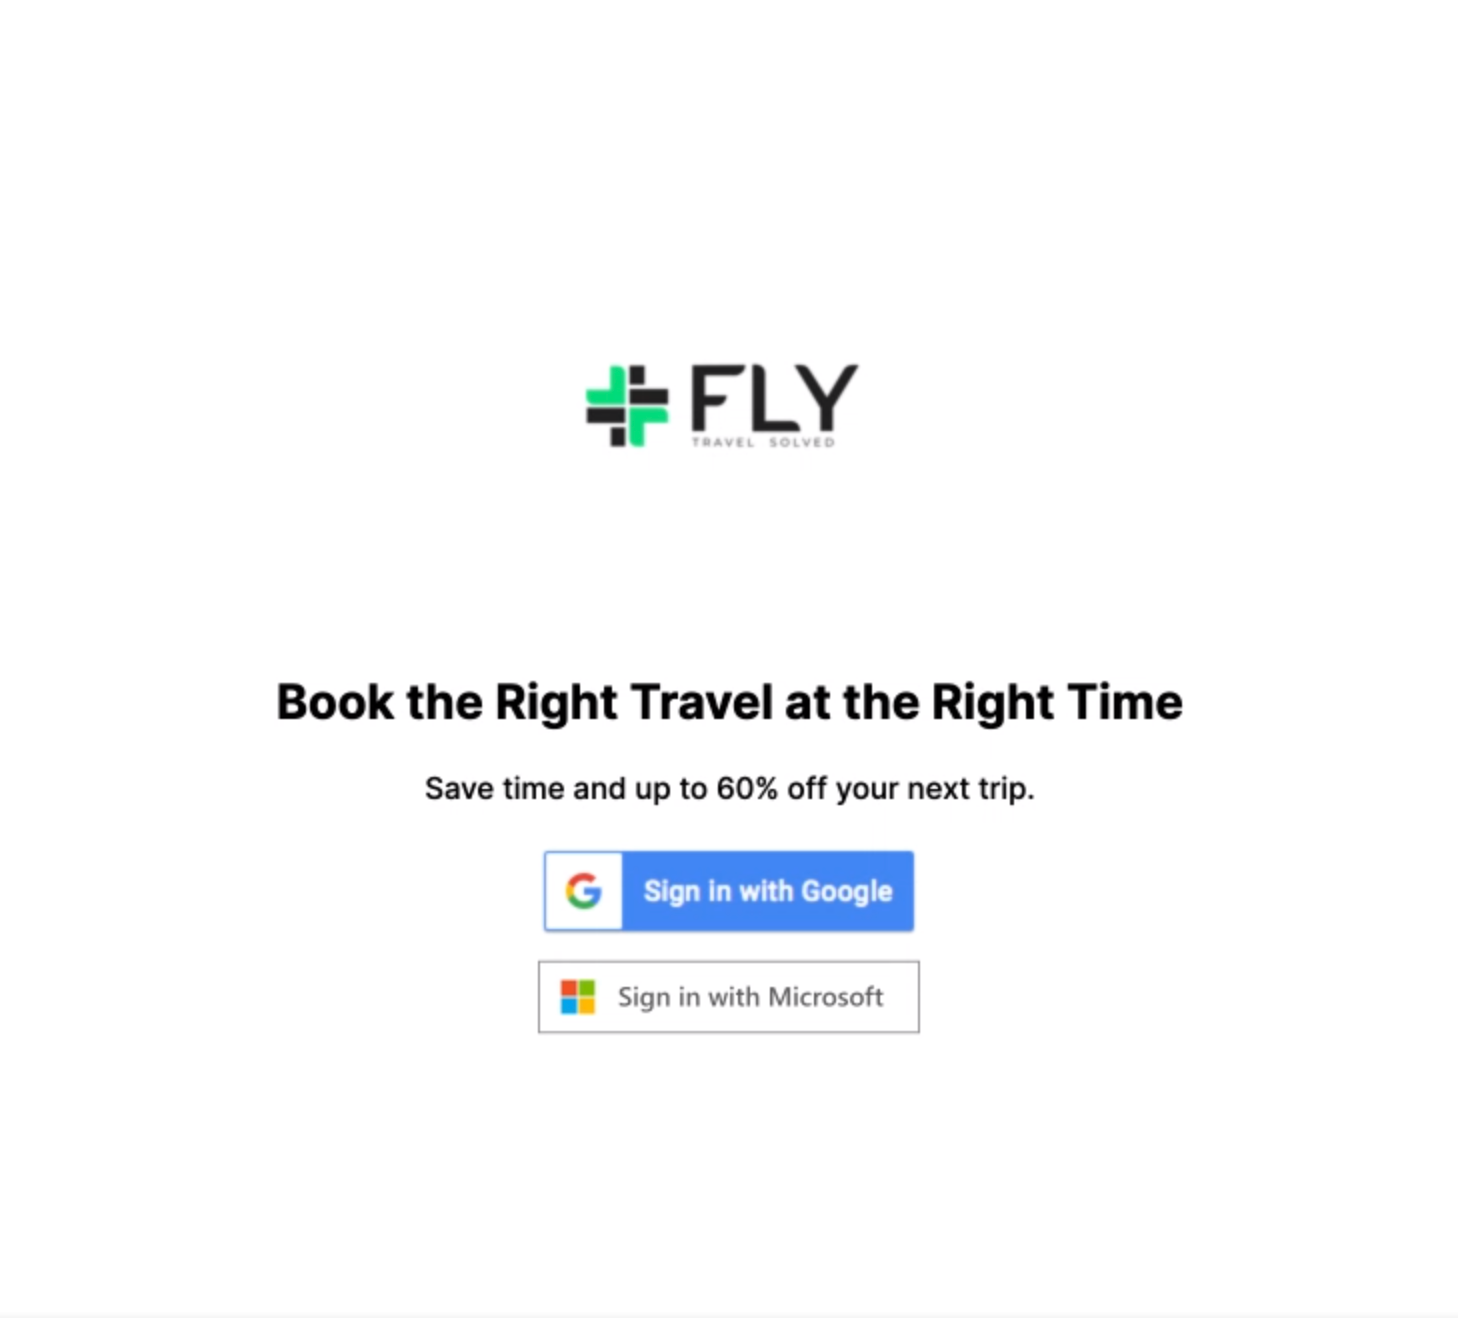 FLY
TRAVEL SOLVED
Book the Right Travel at the Right Time
Save time and up to 60% off your next trip.
Sign in with Google
Sign in with Microsoft